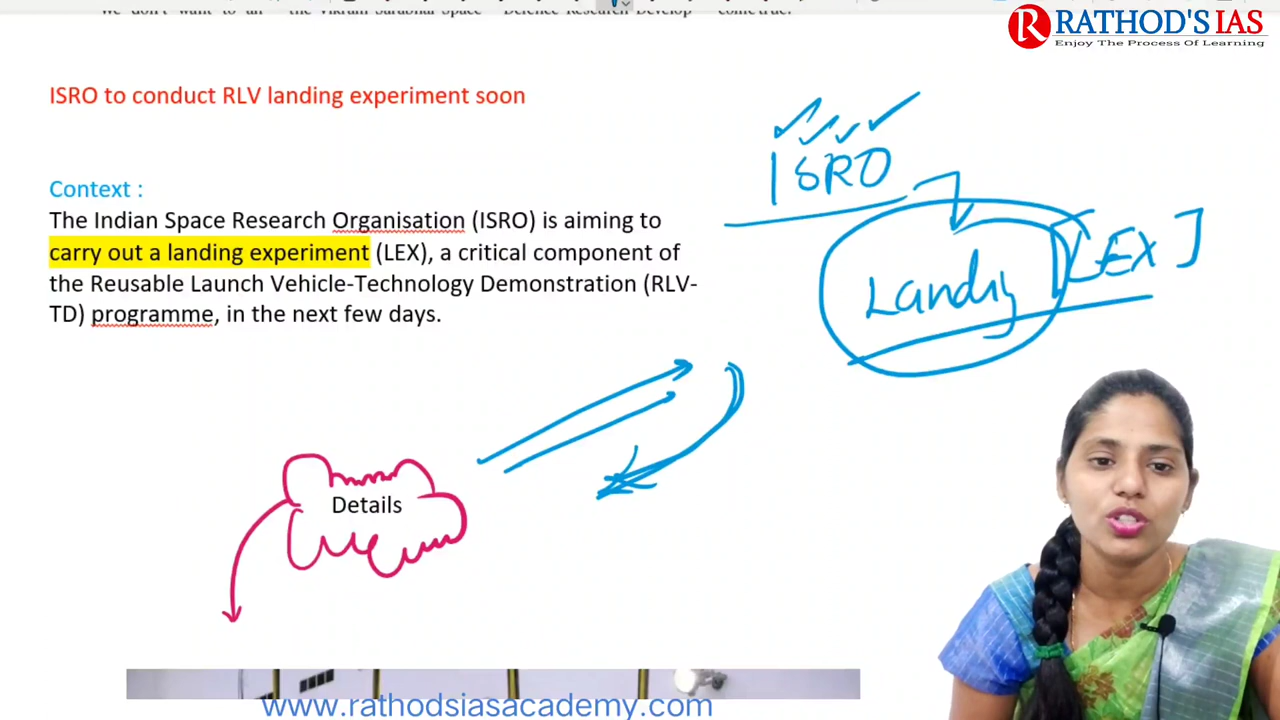 RATHOD'S IAS
Enjoy The Process Of Learning
ISRO to conduct RLV landing experiment soon
ISRO
Context :
The Indian Space Research Organisation (ISRO) is aiming to
carry out a landing experiment (LEX), a critical component of
the Reusable Launch Vehicle-Technology Demonstration (RLV-
TD) programme, in the next few days.
[LEX]
Details
www.rathodsiasacademy.com